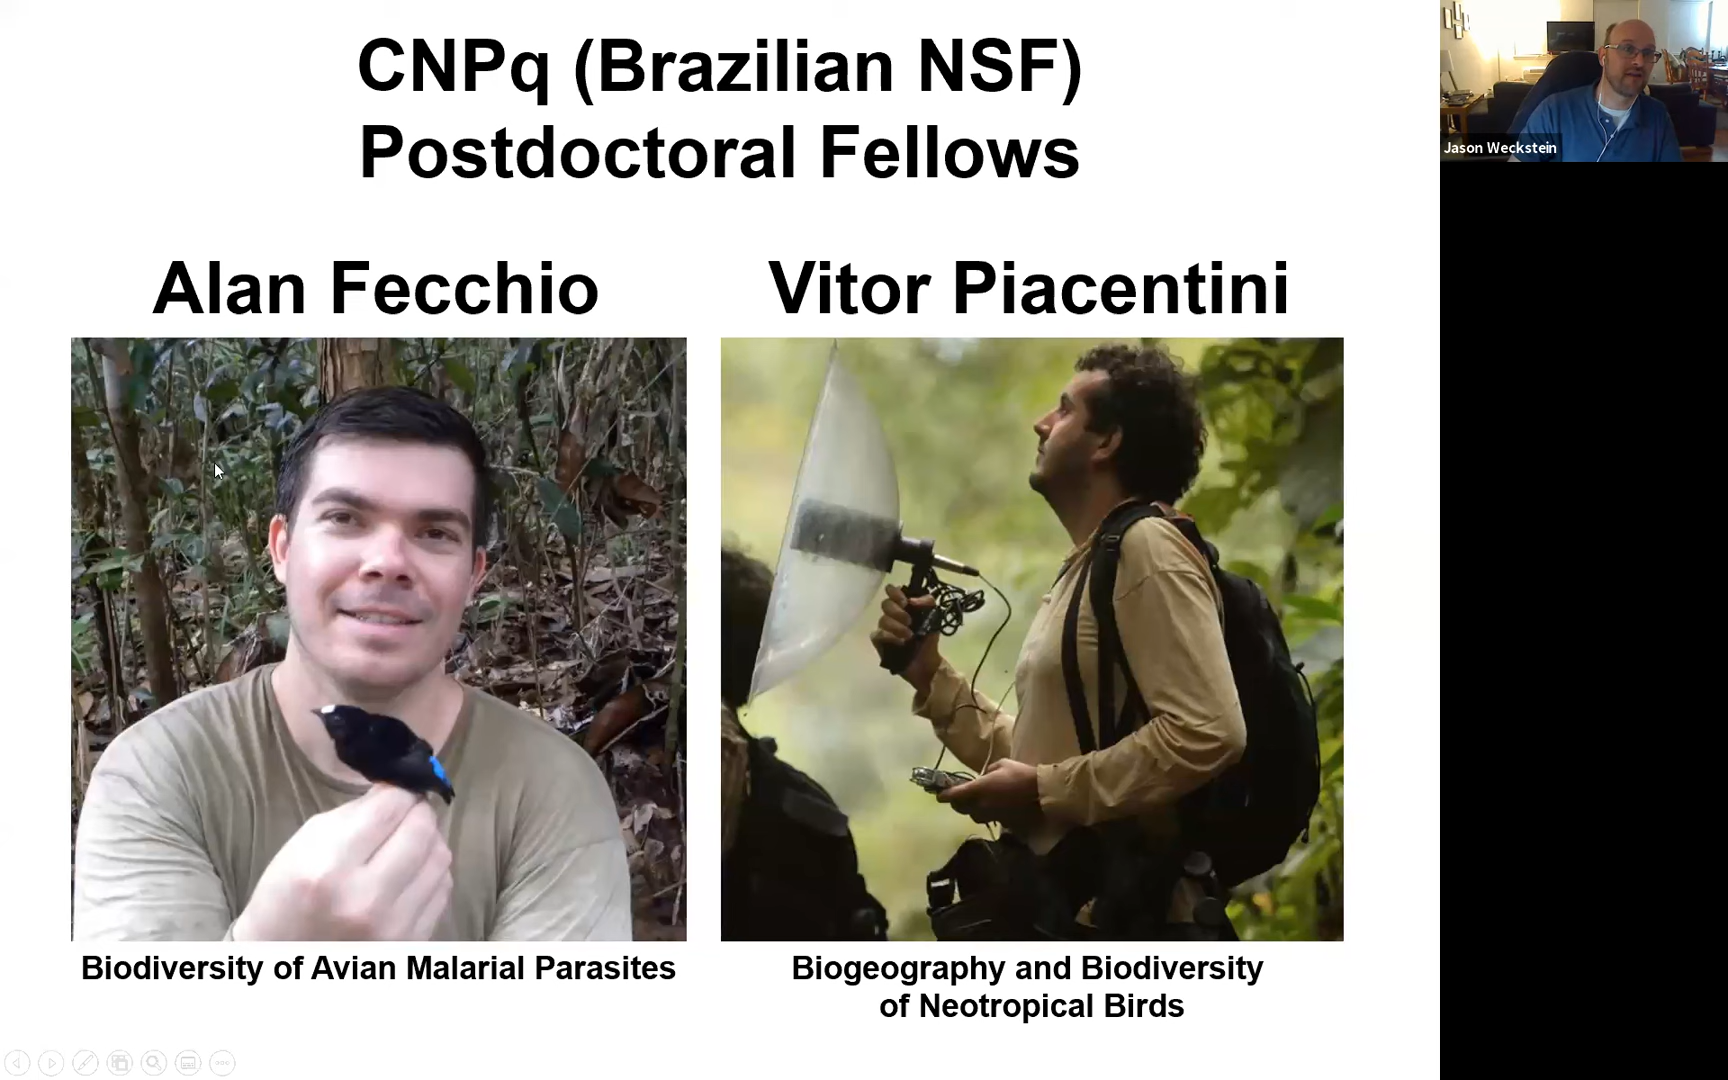 CNPq (Brazilian NSF)
Postdoctoral Fellows
Alan Fecchio
Vitor Piacentini
Biodiversity of Avian Malarial Parasites
Biogeography and Biodiversity
of Neotropical Birds
Jason Weckstein